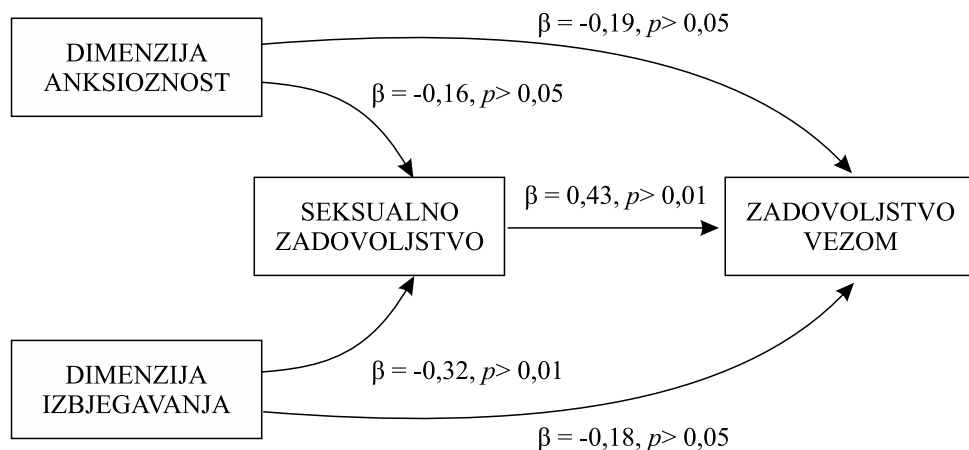 β = -0,19, p> 0,05
DIMENZIJA
ANKSIOZNOST
β = -0,16, p> 0,05
SEKSUALNO
ZADOVOLJSTVO
β = 0,43, p> 0,01
ZADOVOLJSTVO
VEZOM
DIMENZIJA
IZBJEGAVANJA
β = -0,32, p> 0,01
β = -0,18, p> 0,05